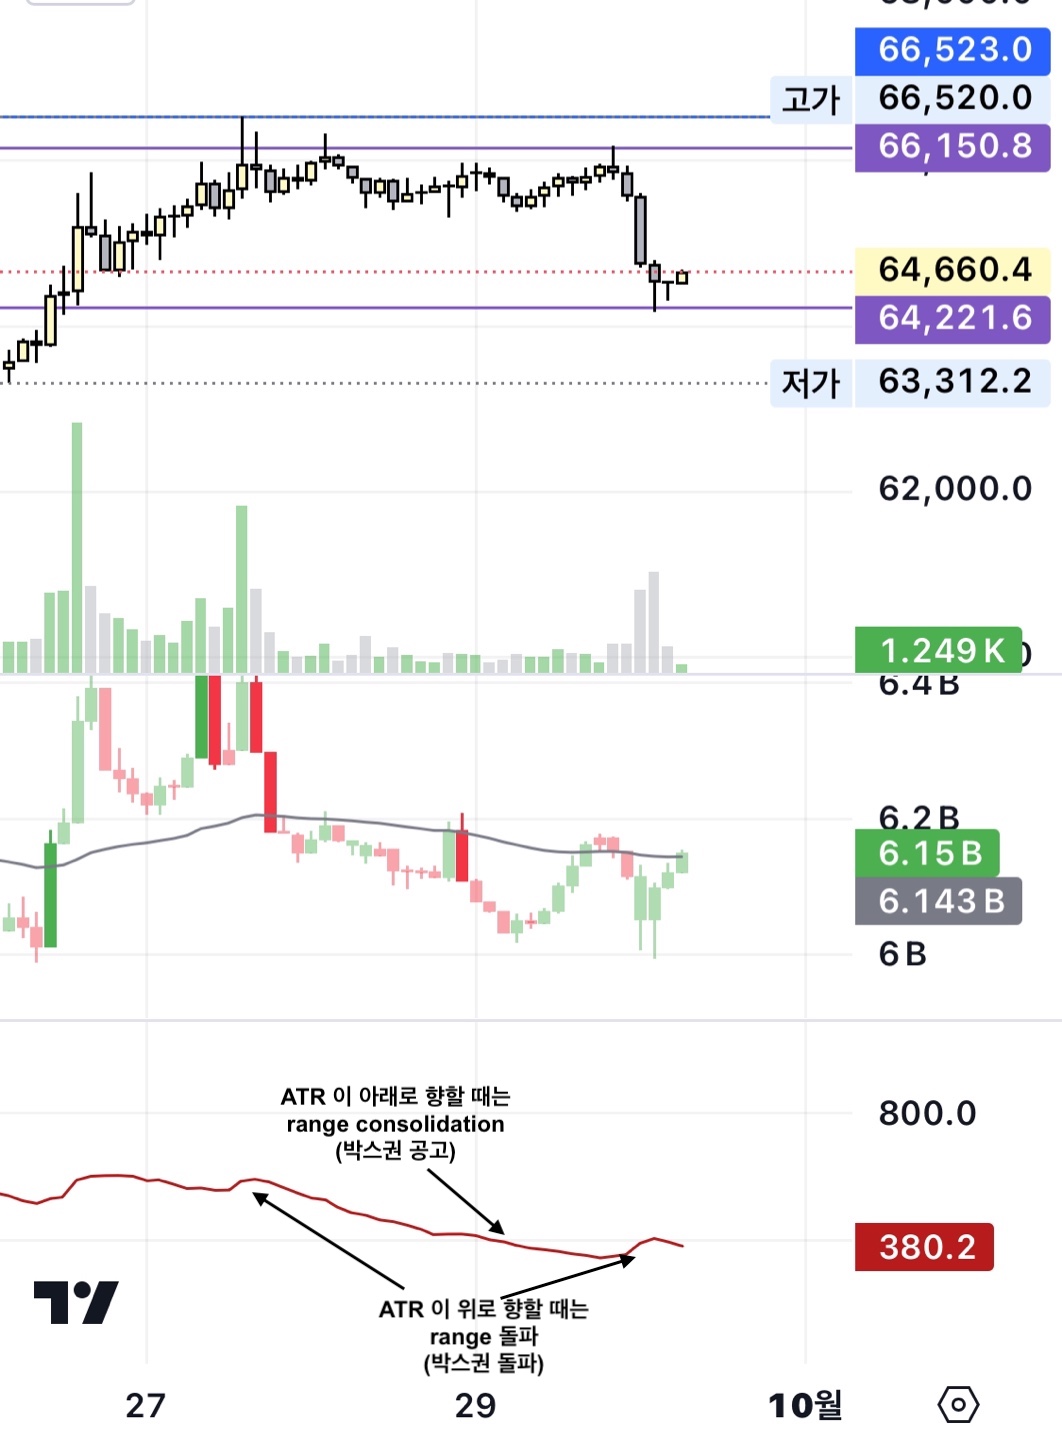 66,523.0
고가 66,520.0
66,150.8
64,660.4
64,221.6
저가 63,312.2
62,000.0
1.249 K
6.4 B
6.2 B
6.15 B
6.143 B
6 B
ATR 이 아래로 향할 때는
range consolidation
(박스권 공고)
800.0
380.2
ATR 이 위로 향할 때는
range 돌파
(박스권 돌파)
27 29 10월